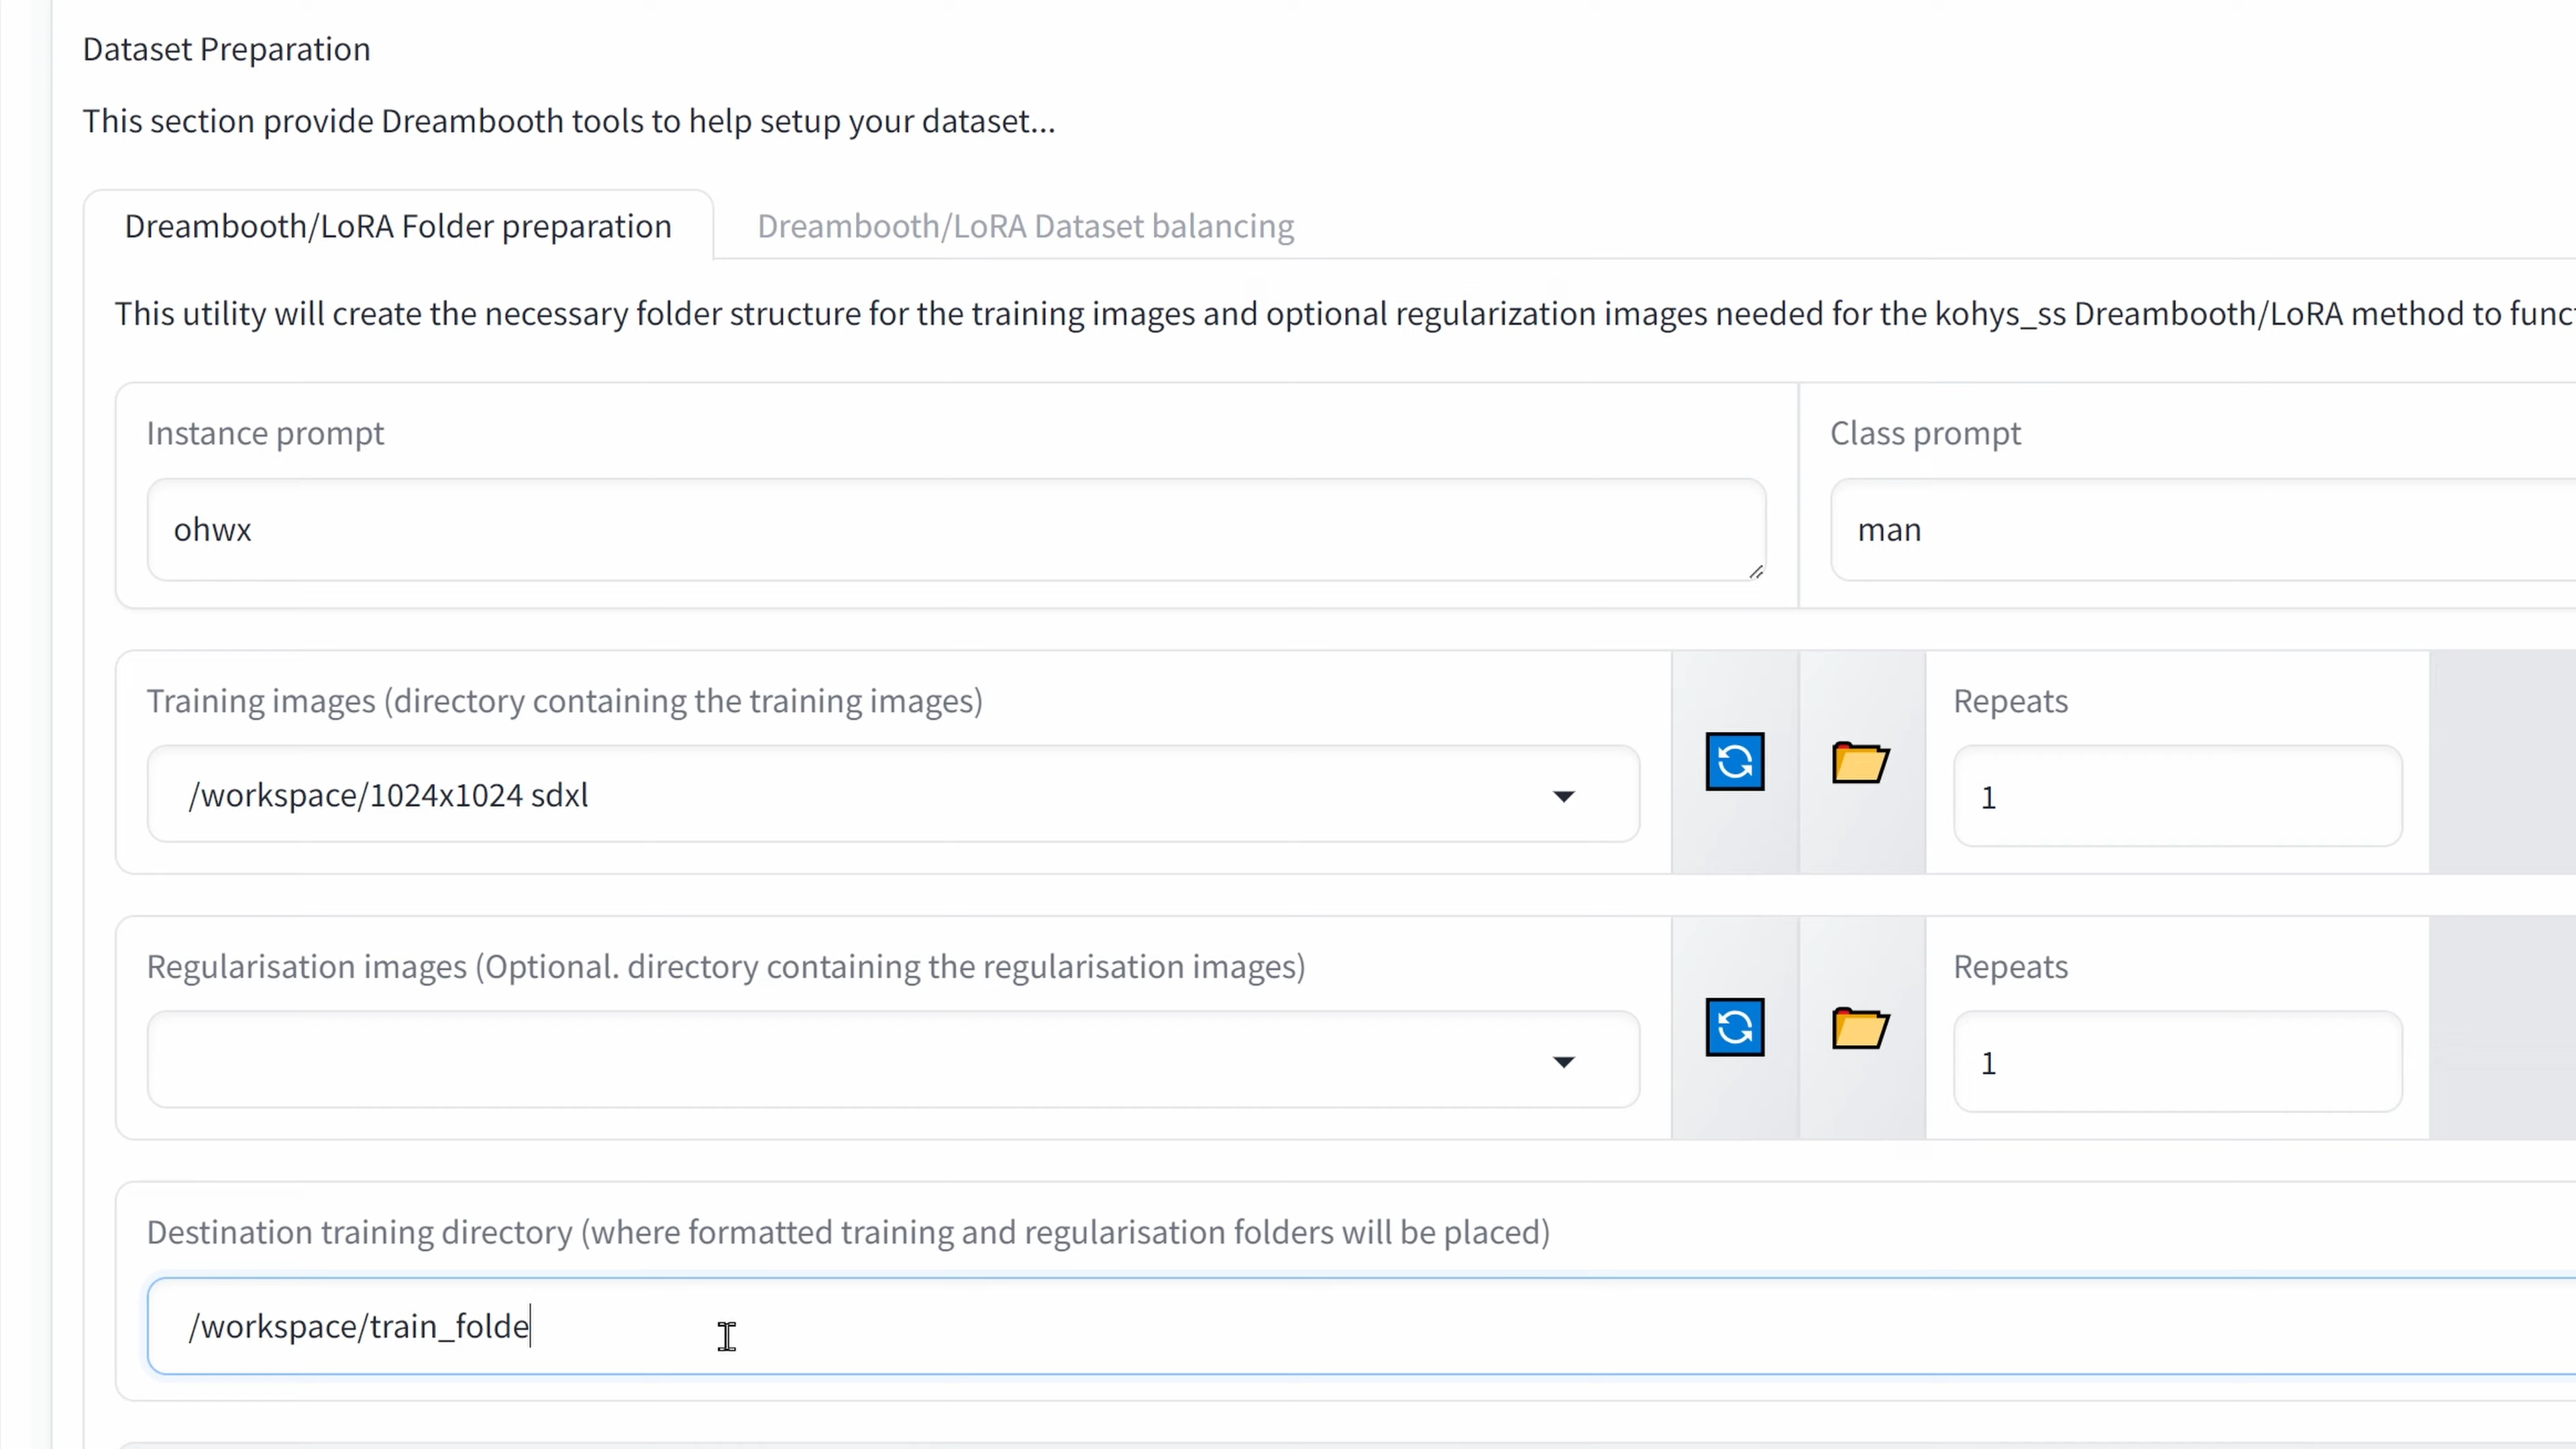 Dataset Preparation
This section provide Dreambooth tools to help setup your dataset...
Dreambooth/LoRA Folder preparation
Dreambooth/LoRA Dataset balancing
This utility will create the necessary folder structure for the training images and optional regularization images needed for the kohys_ss Dreambooth/LoRA method to funct
Instance prompt
Class prompt
ohwx
man
Training images (directory containing the training images)
Repeats
/workspace/1024x1024 sdxl
1
Regularisation images (Optional. directory containing the regularisation images)
Repeats
1
Destination training directory (where formatted training and regularisation folders will be placed)
/workspace/train_folde